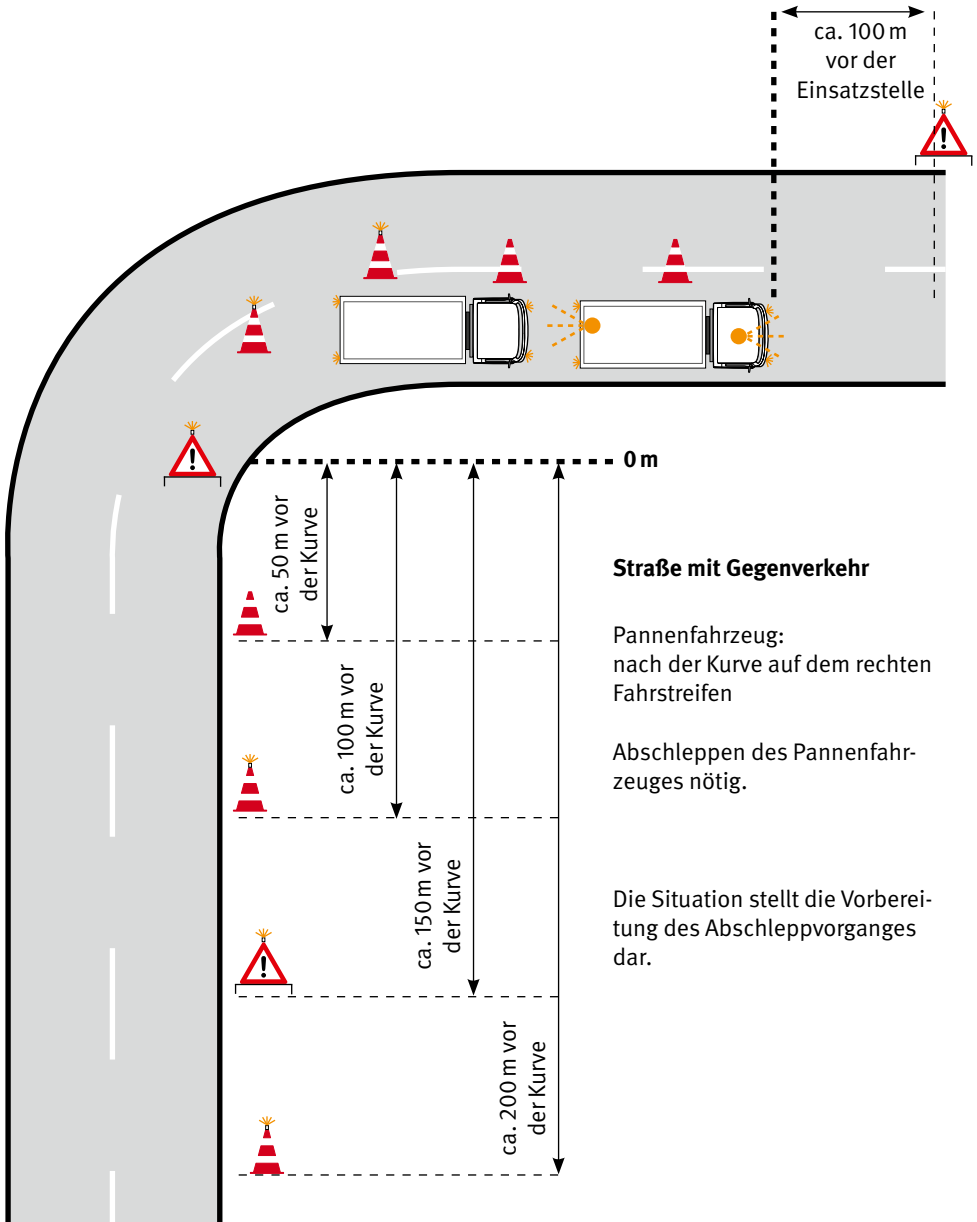 ca. 100 m
vor der
Einsatzstelle
0 m
ca. 50 m vor
der Kurve
ca. 100 m vor
der Kurve
ca. 150 m vor
der Kurve
ca. 200 m vor
der Kurve
Straße mit Gegenverkehr
Pannenfahrzeug:
nach der Kurve auf dem rechten
Fahrstreifen
Abschleppen des Pannenfahr-
zeuges nötig.
Die Situation stellt die Vorberei-
tung des Abschleppvorganges
dar.